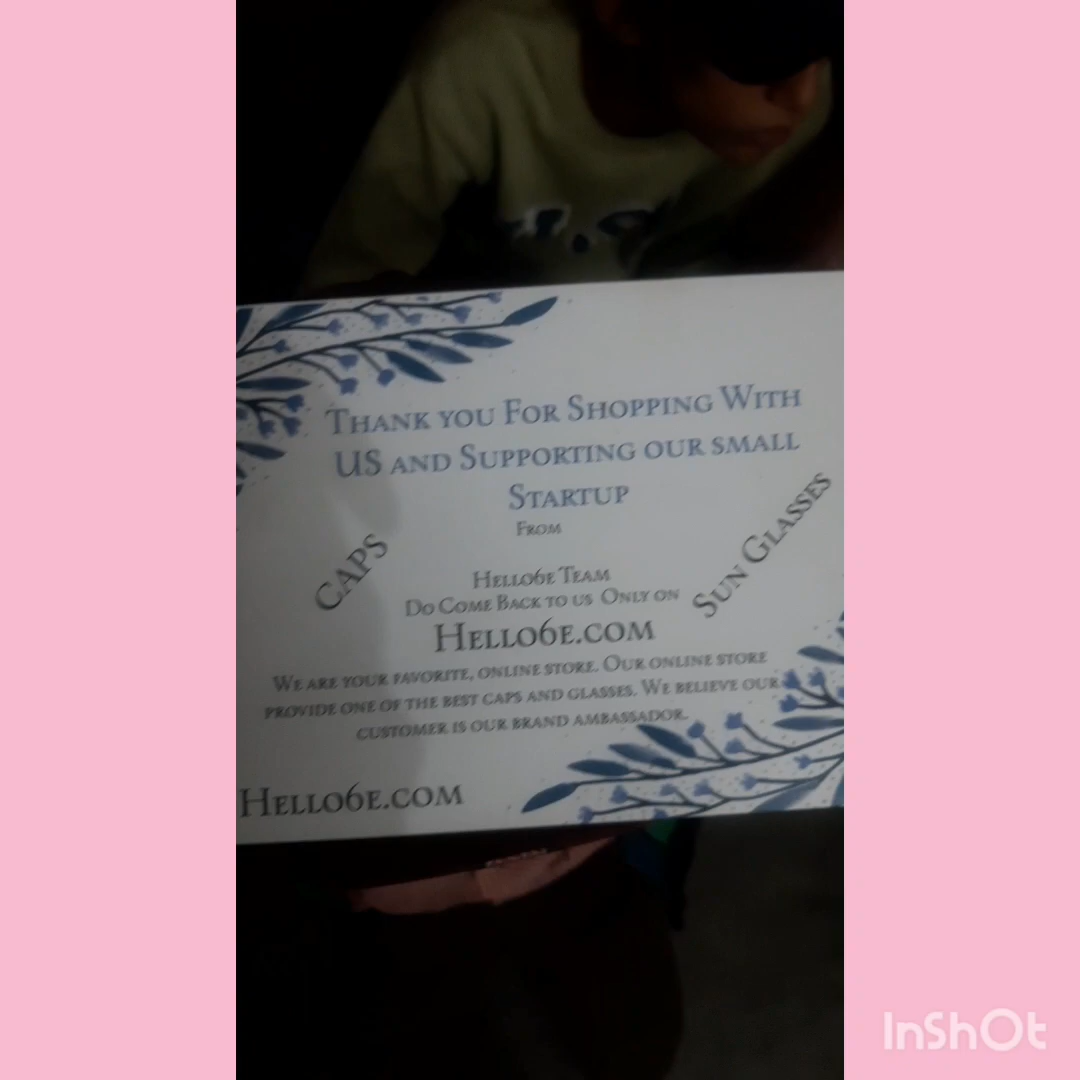 Thank you For Shopping With
US and Supporting our small
Startup
From
CAPS
Sun Glasses
Hello6e Team
Do Come Back to us Only on
Hello6e.com
We are your favorite, online store. Our online store
provide one of the best caps and glasses. We believe our
customer is our brand ambassador.
Hello6e.com
InShOt